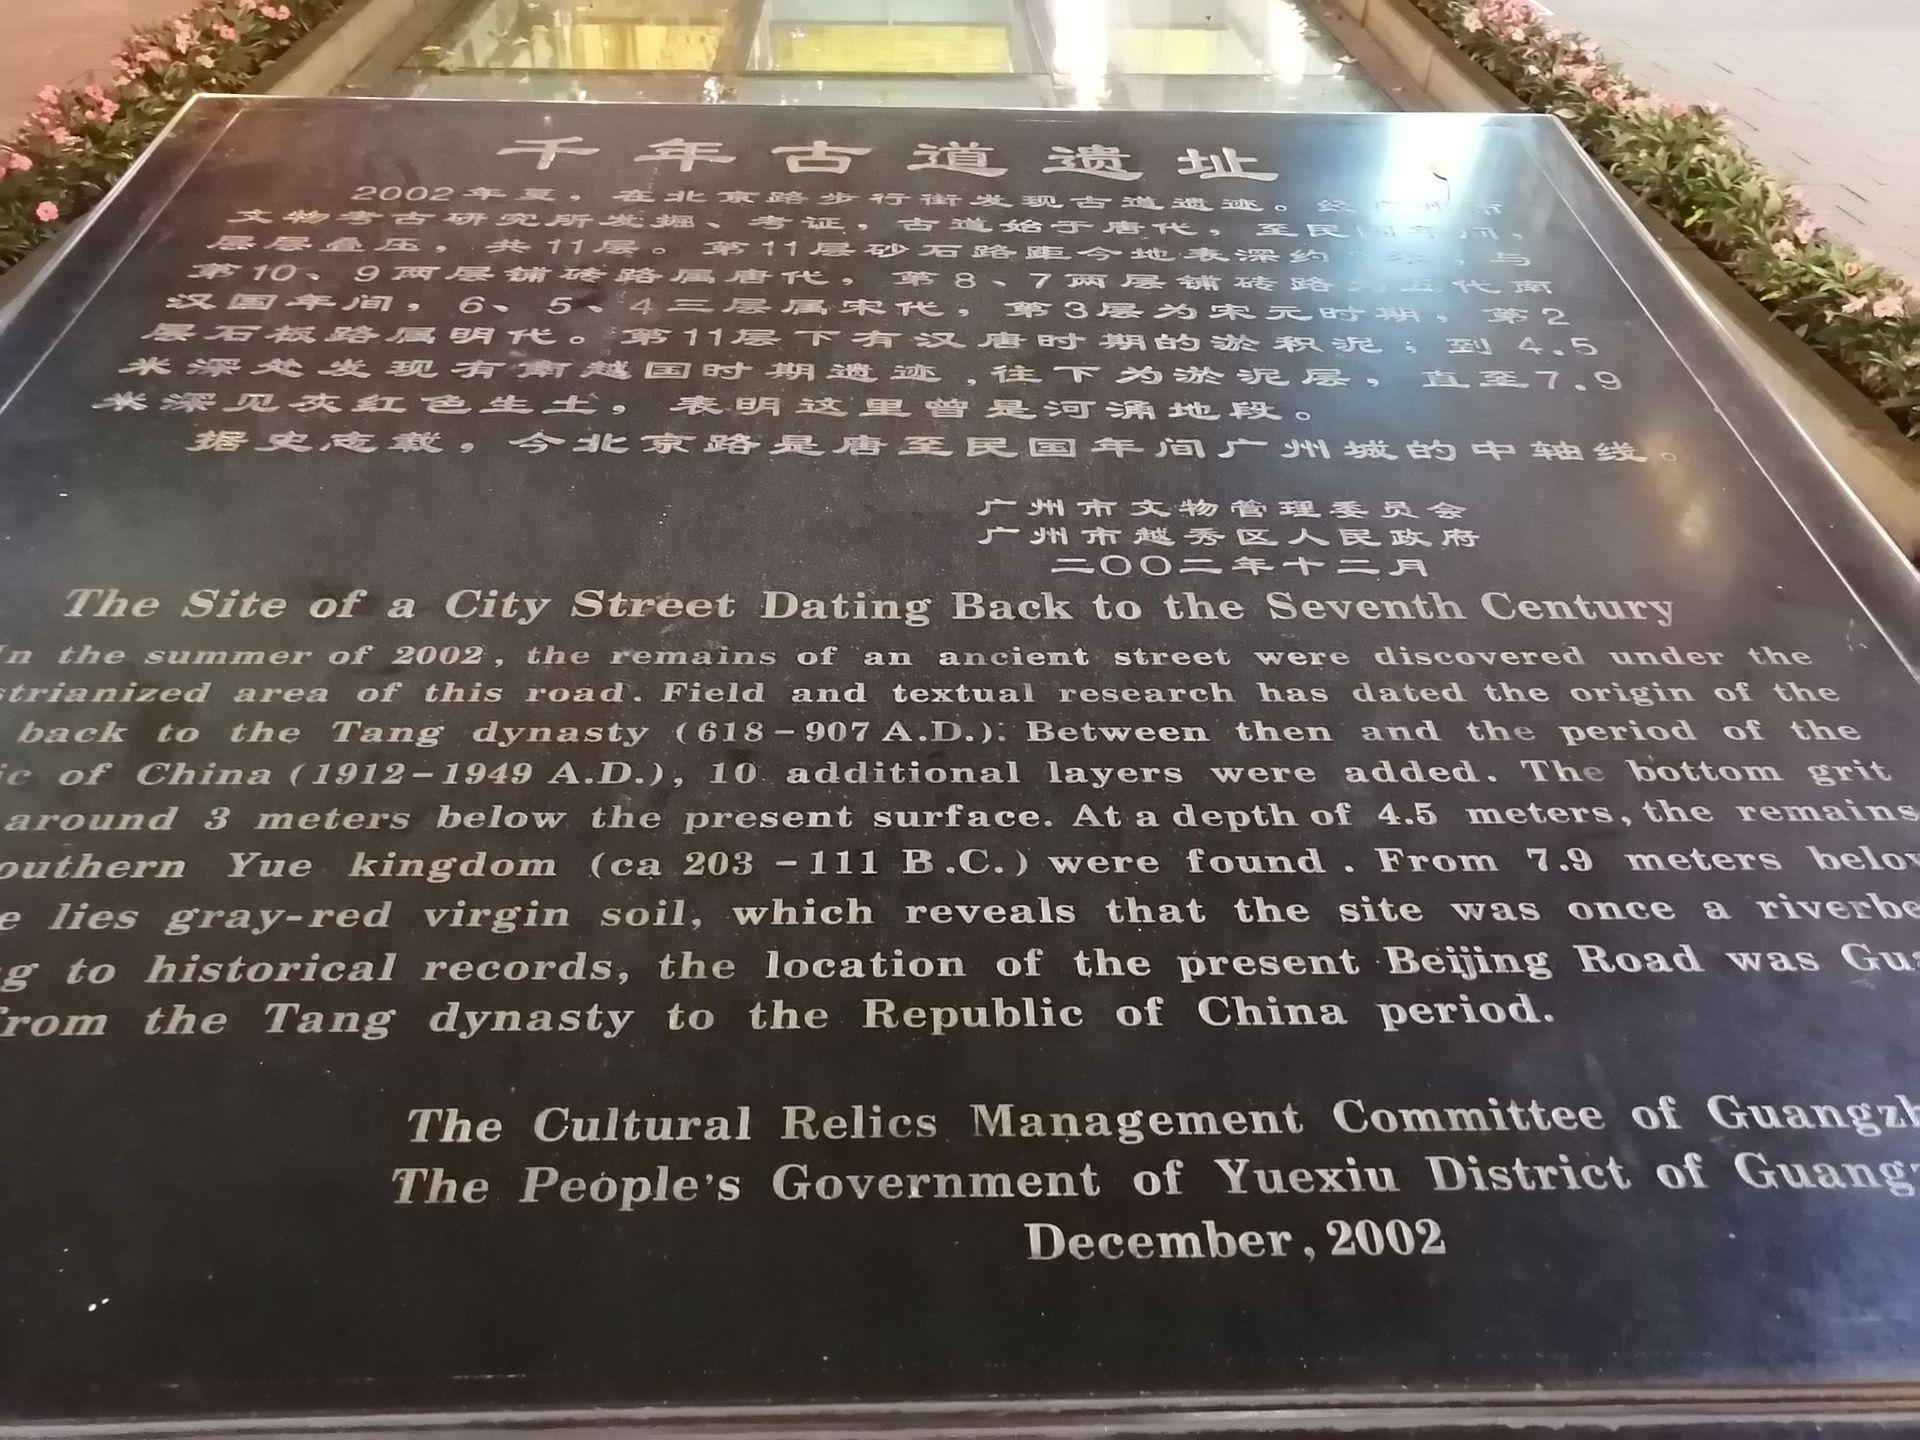 千年古道遗址
2002年夏，在北京路步行街发现古道遗迹。经广州市
文物考古研究所发掘、考证，古道始于唐代，至民国年间，
层层叠压，共11层。第11层砂石路距今地表深约 ，与
第10、9两层铺砖路属唐代，第8、7两层铺砖路为五代南
汉国年间，6、5、4三层属宋代，第3层为宋元时期，第2
层石板路属明代。第11层下有汉唐时期的淤积泥；到4.5
米深处发现有南越国时期遗迹，往下为淤泥层，直至7.9
米深见灰红色生土，表明这里曾是河涌地段。
据史志载，今北京路是唐至民国年间广州城的中轴线。
广州市文物管理委员会
广州市越秀区人民政府
二〇〇二年十二月
The Site of a City Street Dating Back to the Seventh Century
In the summer of 2002, the remains of an ancient street were discovered under the
strianized area of this road. Field and textual research has dated the origin of the
back to the Tang dynasty (618-907 A.D.). Between then and the period of the
ic of China (1912-1949 A.D.), 10 additional layers were added. The bottom grit
around 3 meters below the present surface. At a depth of 4.5 meters, the remains
outhern Yue kingdom (ca 203-111 B.C.) were found. From 7.9 meters belo
e lies gray-red virgin soil, which reveals that the site was once a riverbe
g to historical records, the location of the present Beijing Road was Gua
from the Tang dynasty to the Republic of China period.
The Cultural Relics Management Committee of Guangzh
The People's Government of Yuexiu District of Guangz
December, 2002